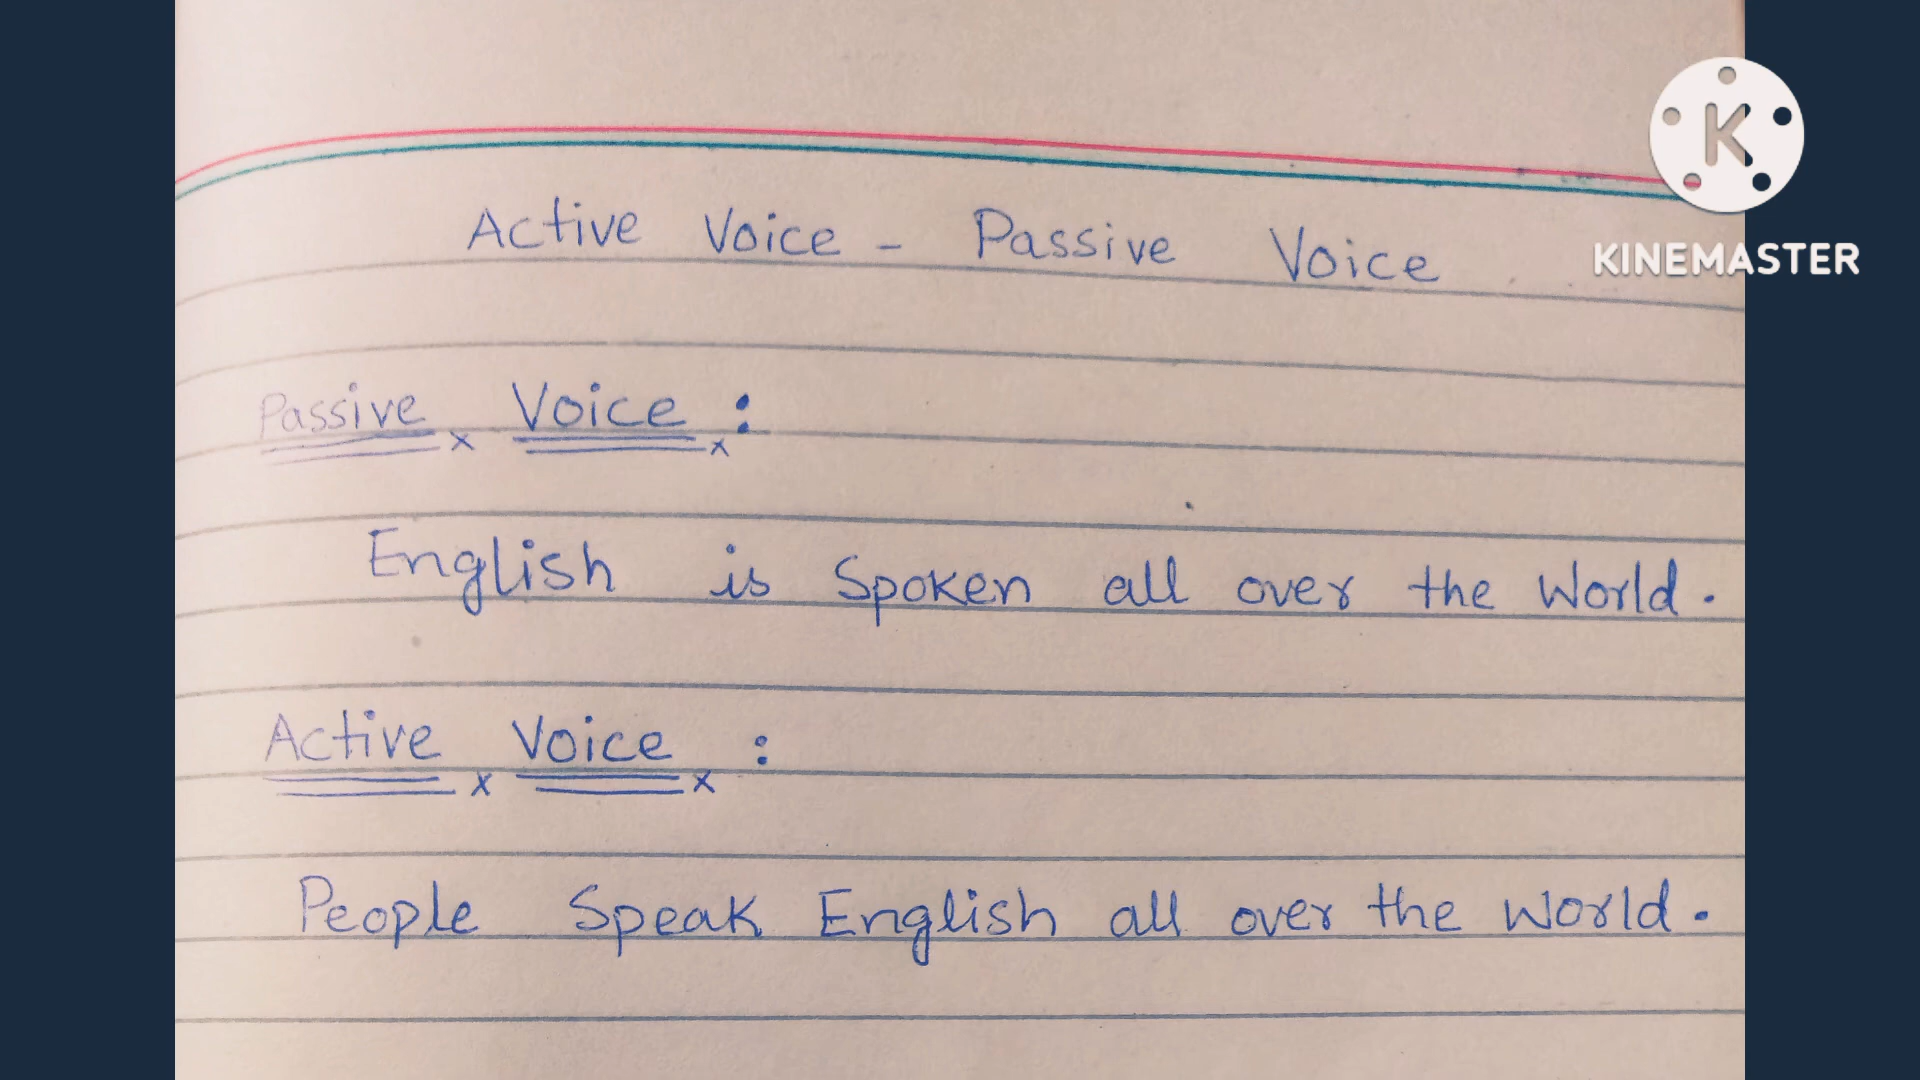 Active Voice - Passive Voice
K
KINEMASTER
Passive Voice :
English is Spoken all over the World.
Active Voice :
People Speak English all over the World.